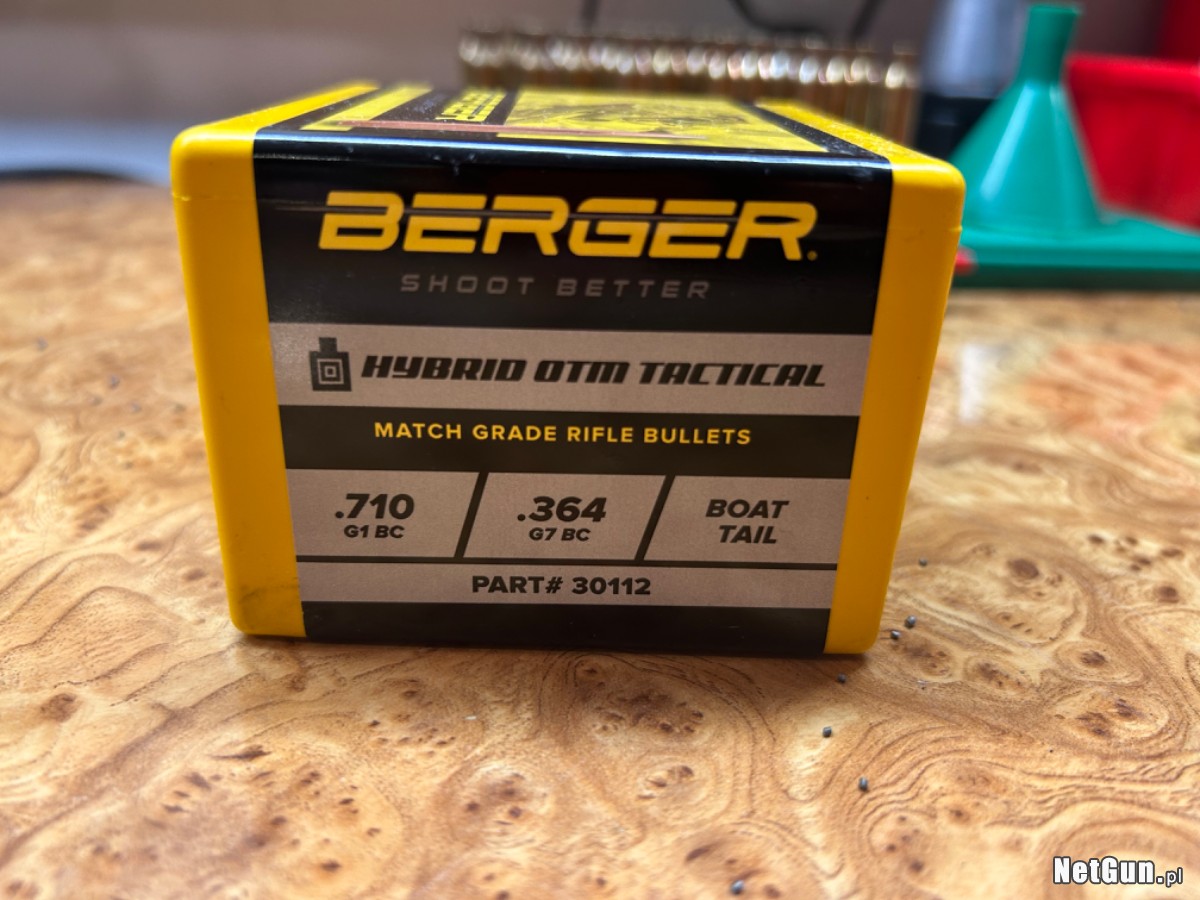 BERGER
BERGER.
SHOOT BETTER
HYBRID OTM TACTICAL
MATCH GRADE RIFLE BULLETS
.710
G1 BC
.364
G7 BC
BOAT
TAIL
PART# 30112
NetGun.pl